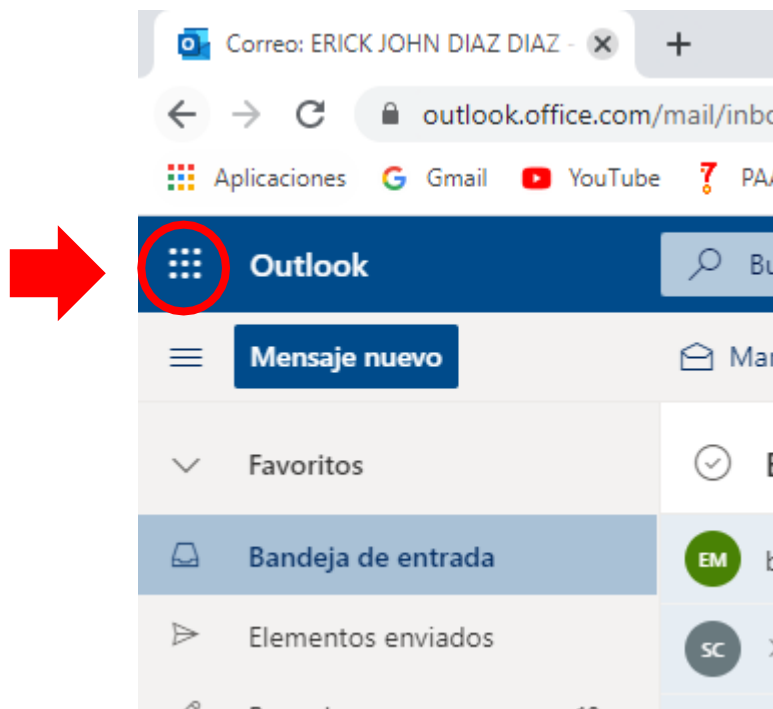 Correo: ERICK JOHN DIAZ DIAZ -
outlook.office.com/mail/inbo
Aplicaciones Gmail YouTube
Outlook
Mensaje nuevo
Favoritos
Bandeja de entrada
EM
Elementos enviados
SC